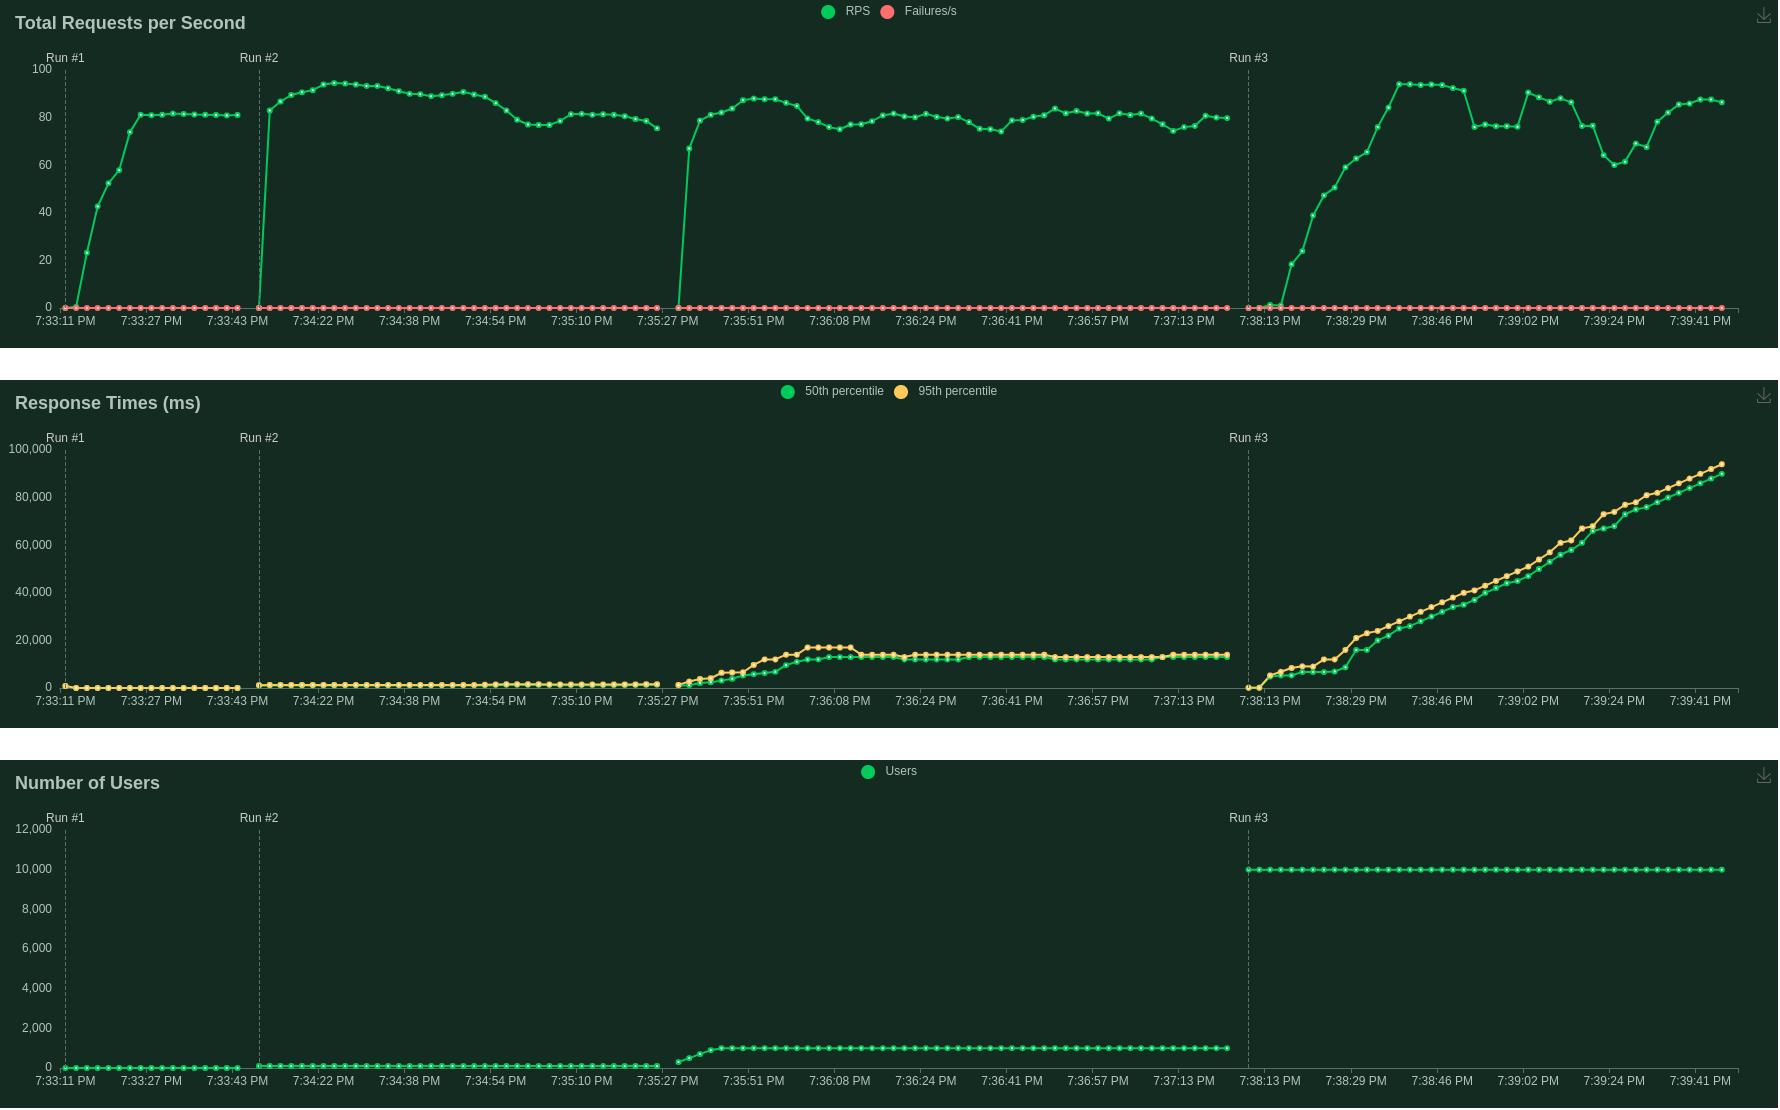 Total Requests per Second
RPS Failures/s
Run #1 Run #2 Run #3
100
80
60
40
20
0
7:33:11 PM 7:33:27 PM 7:33:43 PM 7:34:22 PM 7:34:38 PM 7:34:54 PM 7:35:10 PM 7:35:27 PM 7:35:51 PM 7:36:08 PM 7:36:24 PM 7:36:41 PM 7:36:57 PM 7:37:13 PM 7:38:13 PM 7:38:29 PM 7:38:46 PM 7:39:02 PM 7:39:24 PM 7:39:41 PM
Response Times (ms)
50th percentile 95th percentile
Run #1 Run #2 Run #3
100,000
80,000
60,000
40,000
20,000
0
7:33:11 PM 7:33:27 PM 7:33:43 PM 7:34:22 PM 7:34:38 PM 7:34:54 PM 7:35:10 PM 7:35:27 PM 7:35:51 PM 7:36:08 PM 7:36:24 PM 7:36:41 PM 7:36:57 PM 7:37:13 PM 7:38:13 PM 7:38:29 PM 7:38:46 PM 7:39:02 PM 7:39:24 PM 7:39:41 PM
Number of Users
Users
Run #1 Run #2 Run #3
12,000
10,000
8,000
6,000
4,000
2,000
0
7:33:11 PM 7:33:27 PM 7:33:43 PM 7:34:22 PM 7:34:38 PM 7:34:54 PM 7:35:10 PM 7:35:27 PM 7:35:51 PM 7:36:08 PM 7:36:24 PM 7:36:41 PM 7:36:57 PM 7:37:13 PM 7:38:13 PM 7:38:29 PM 7:38:46 PM 7:39:02 PM 7:39:24 PM 7:39:41 PM